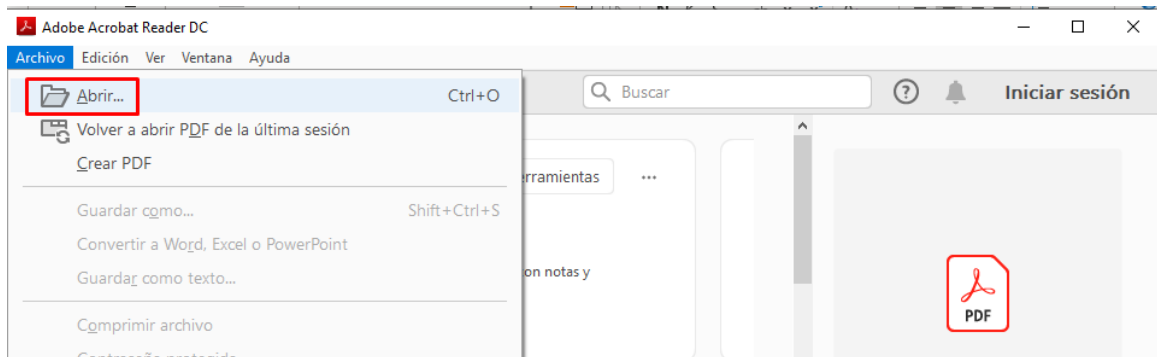 Adobe Acrobat Reader DC
Archivo Edición Ver Ventana Ayuda
Abrir... Ctrl+O
Buscar
Iniciar sesión
Volver a abrir PDF de la última sesión
Crear PDF
rramientas
Guardar como... Shift+Ctrl+S
Convertir a Word, Excel o PowerPoint
on notas y
Guardar como texto...
PDF
Comprimir archivo